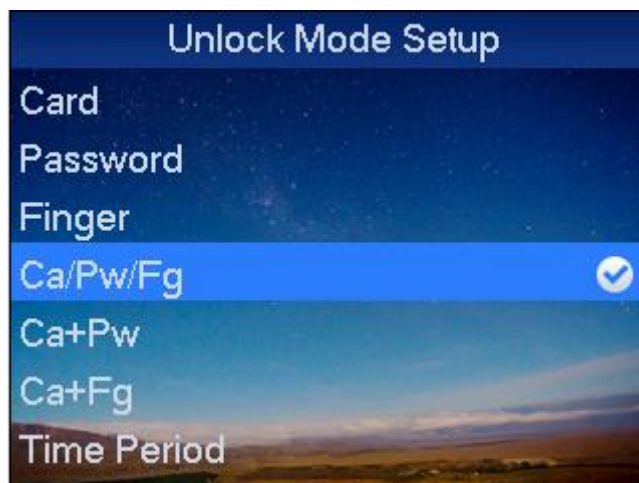 Unlock Mode Setup
Card
Password
Finger
Ca/Pw/Fg
Ca+Pw
Ca+Fg
Time Period